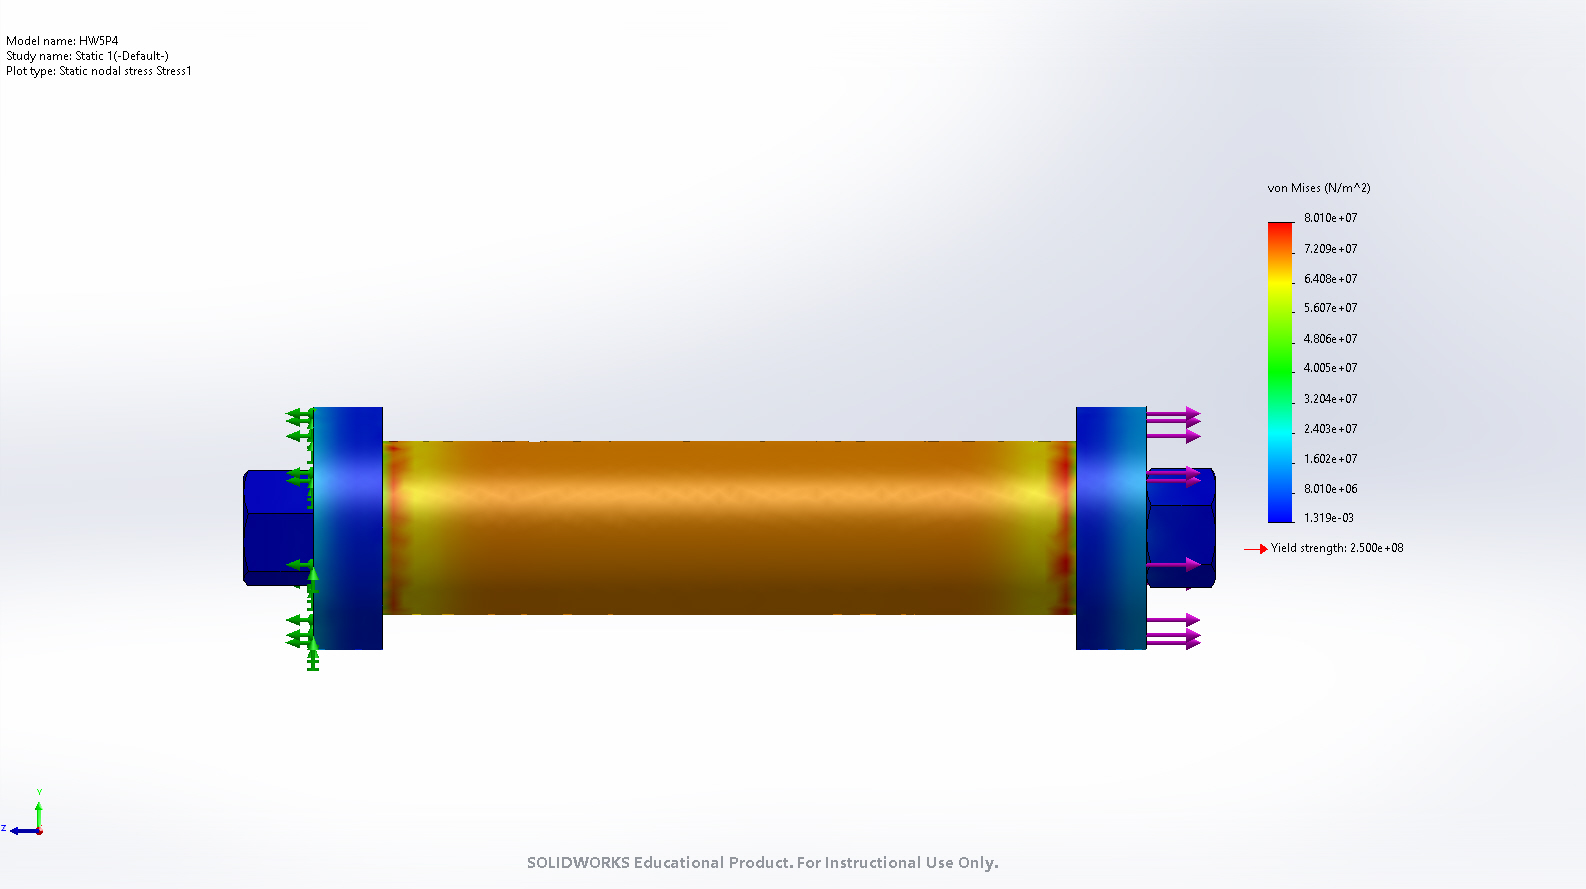 Model name: HW5P4
Study name: Static 1(-Default-)
Plot type: Static nodal stress Stress1
von Mises (N/m^2)
8.010e+07
7.209e+07
6.408e+07
5.607e+07
4.806e+07
4.005e+07
3.204e+07
2.403e+07
1.602e+07
8.010e+06
1.319e-03
Yield strength: 2.500e+08
Y
Z
SOLIDWORKS Educational Product. For Instructional Use Only.